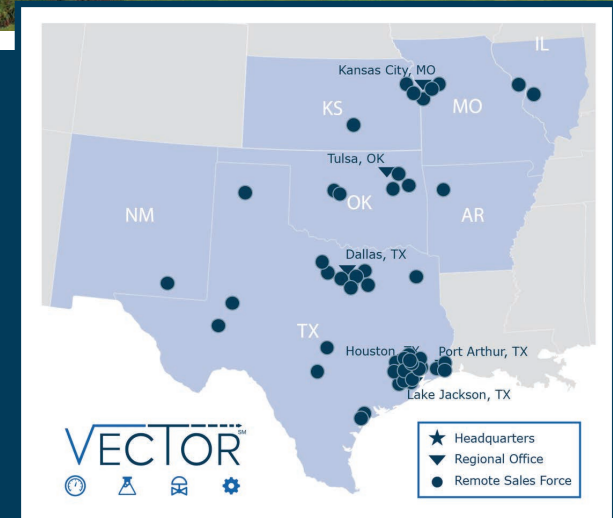 IL
Kansas City, MO
KS
MO
Tulsa, OK
OK
NM
AR
Dallas, TX
TX
Houston, TX
Port Arthur, TX
Lake Jackson, TX
VECTOR SM
Headquarters
Regional Office
Remote Sales Force